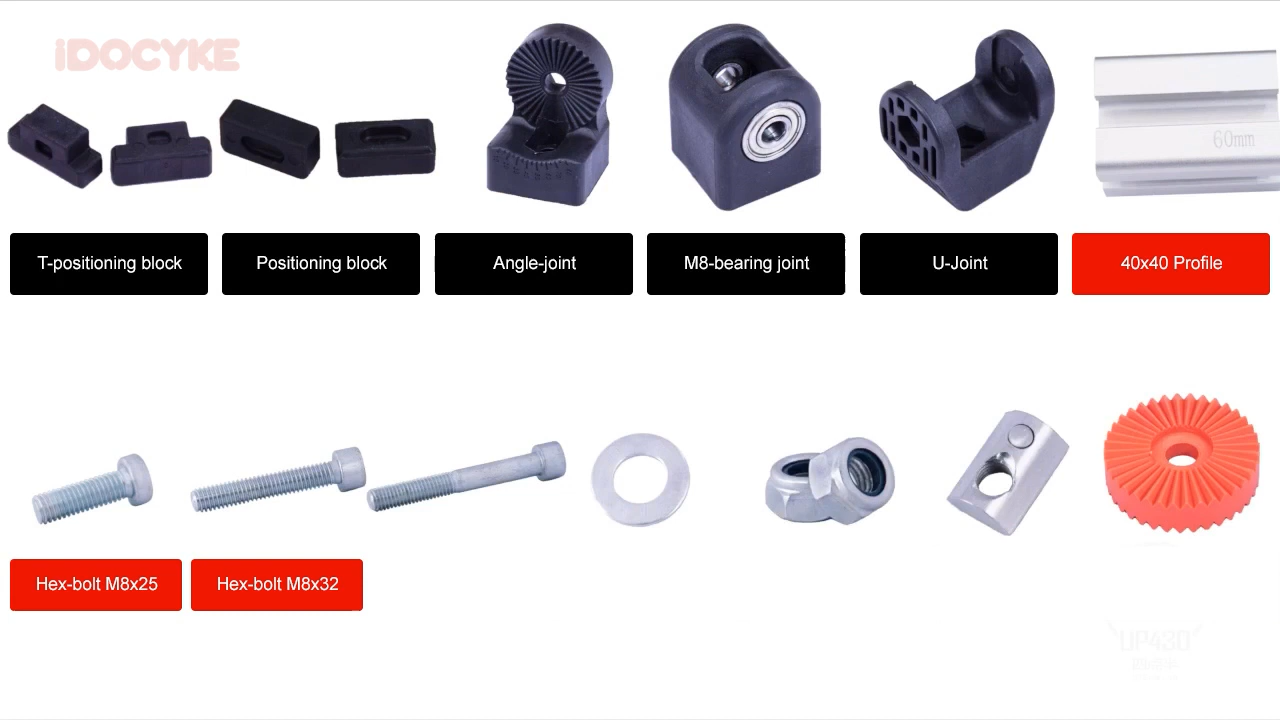 iDOCYKE
60mm
T-positioning block
Positioning block
Angle-joint
M8-bearing joint
U-Joint
40x40 Profile
Hex-bolt M8x25
Hex-bolt M8x32
UP430